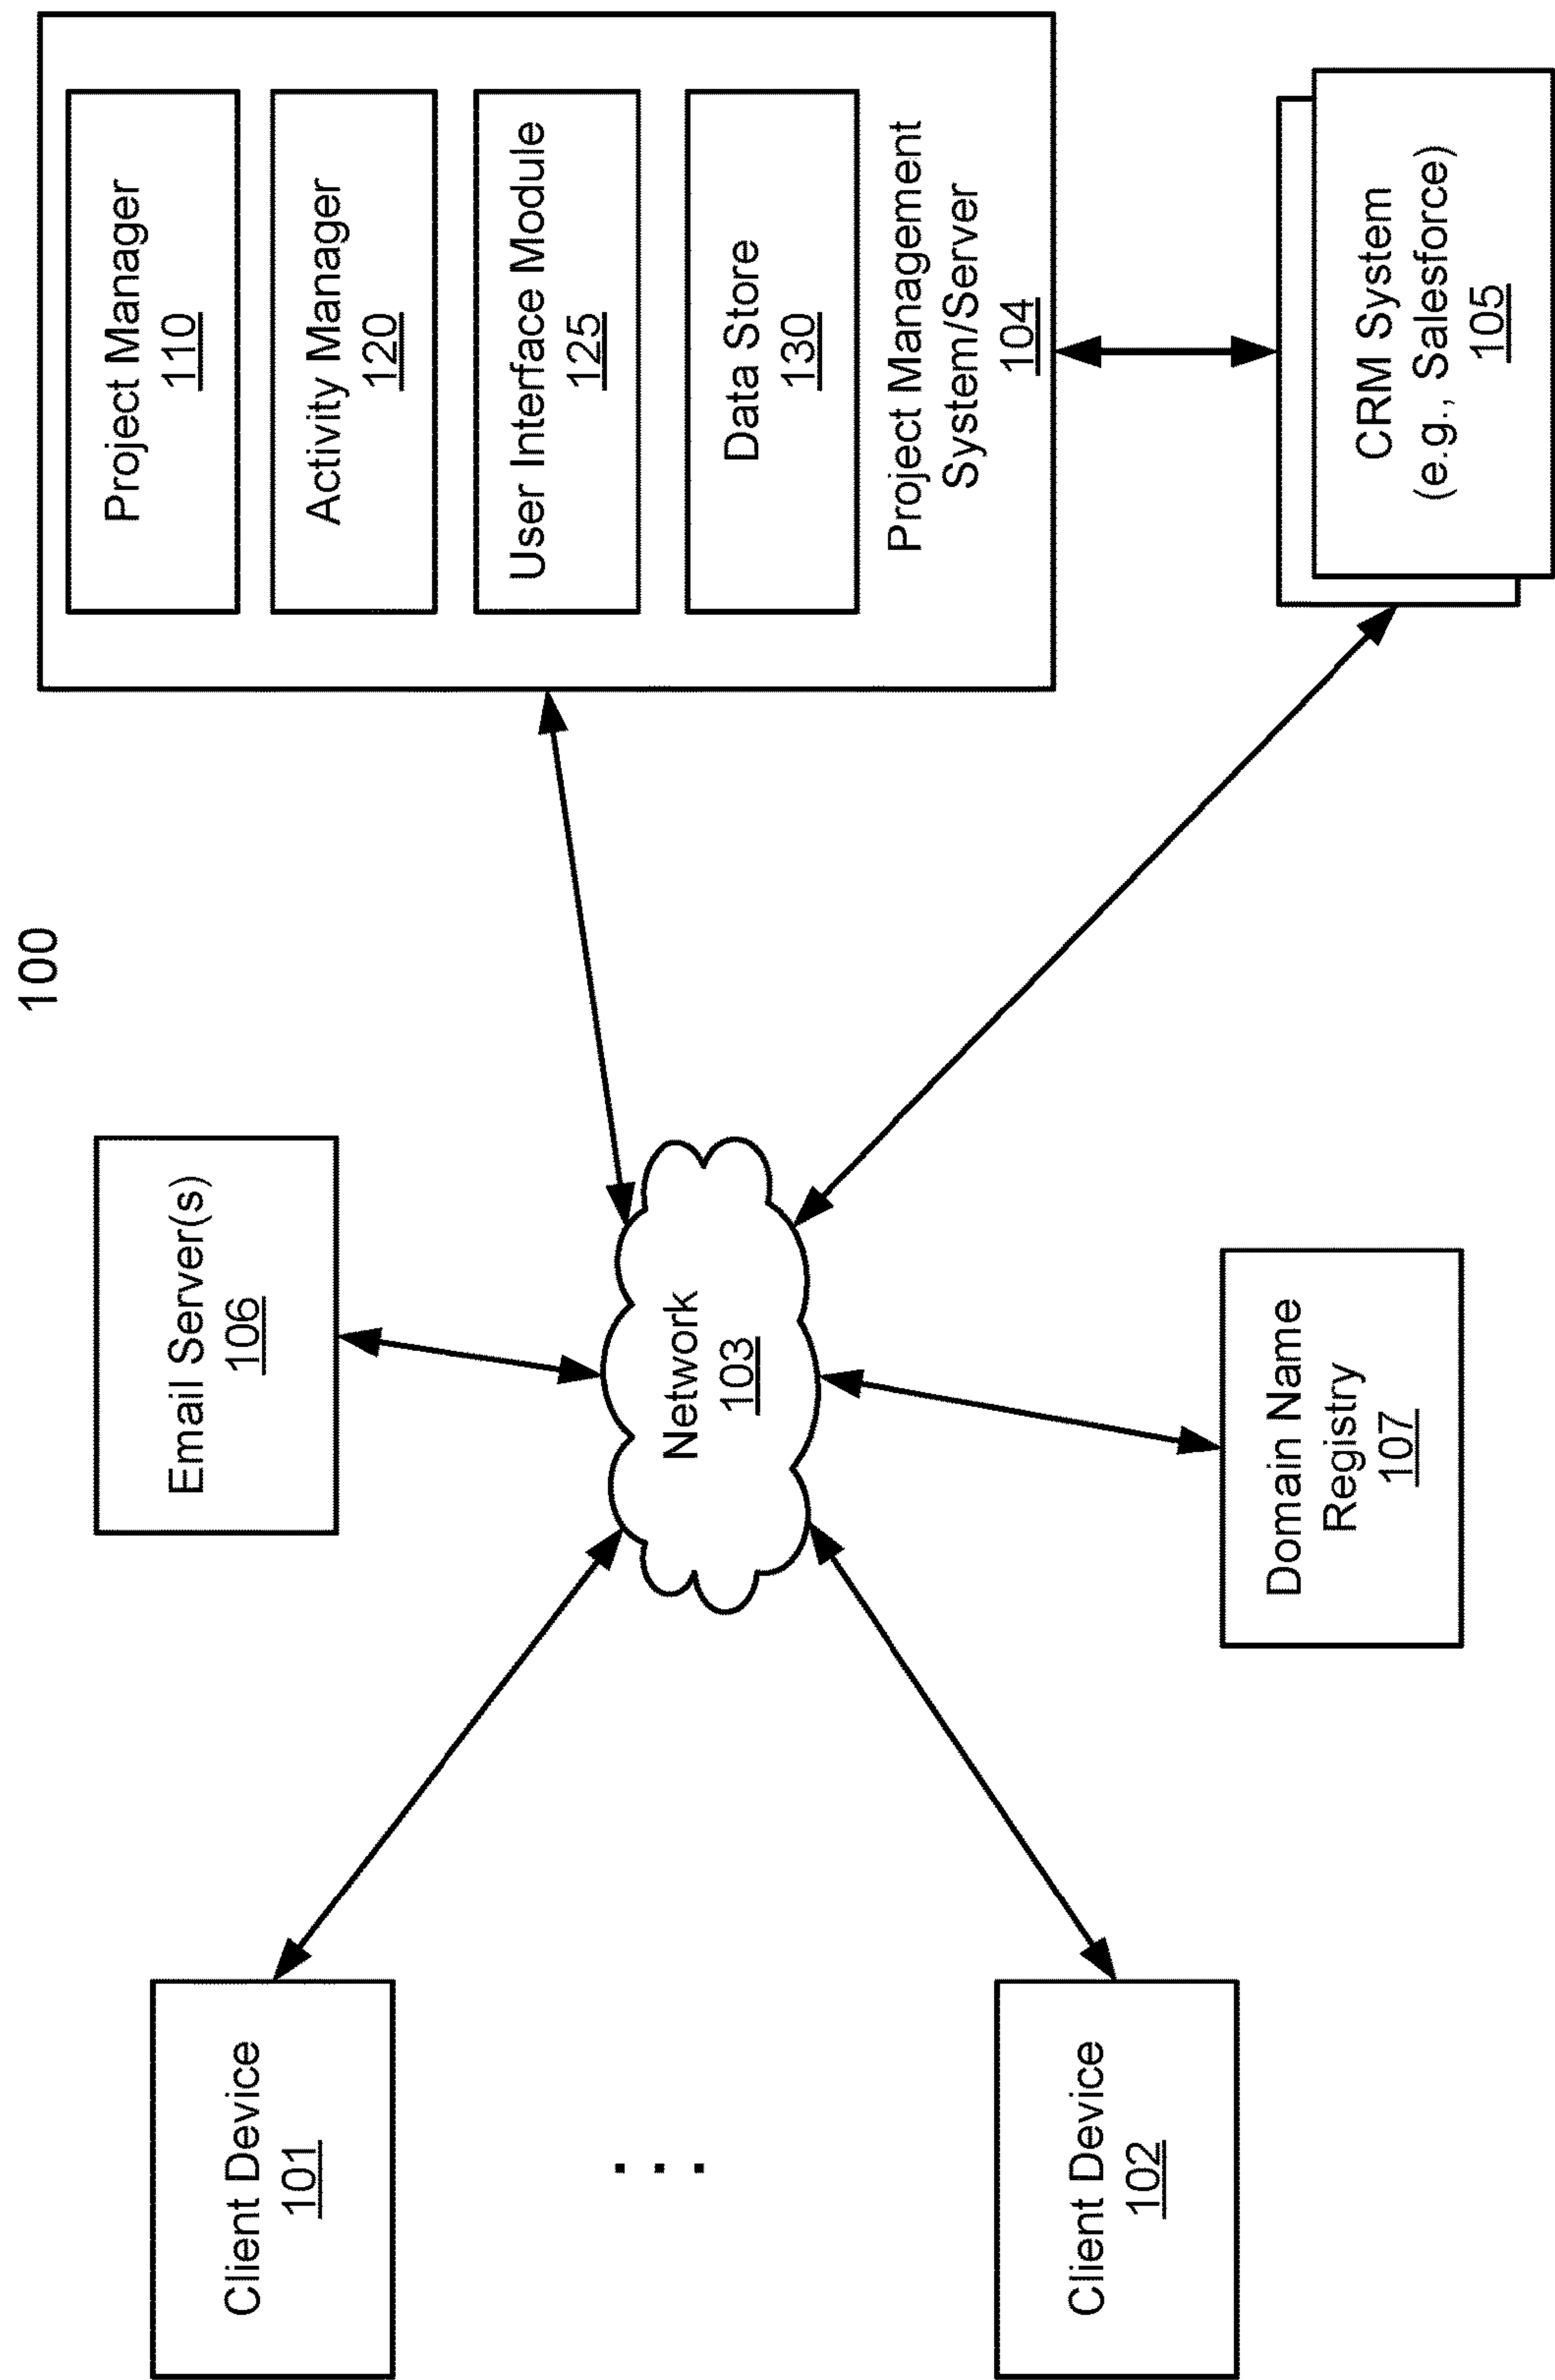 100
Client Device
101
. . .
Client Device
102
Email Server(s)
106
Network
103
Domain Name
Registry
107
Project Manager
110
Activity Manager
120
User Interface Module
125
Data Store
130
Project Management
System/Server
104
CRM System
(e.g., Salesforce)
105